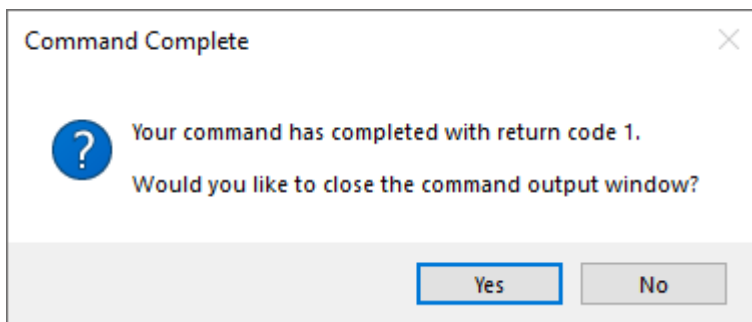 Command Complete
Your command has completed with return code 1.
Would you like to close the command output window?
Yes
No